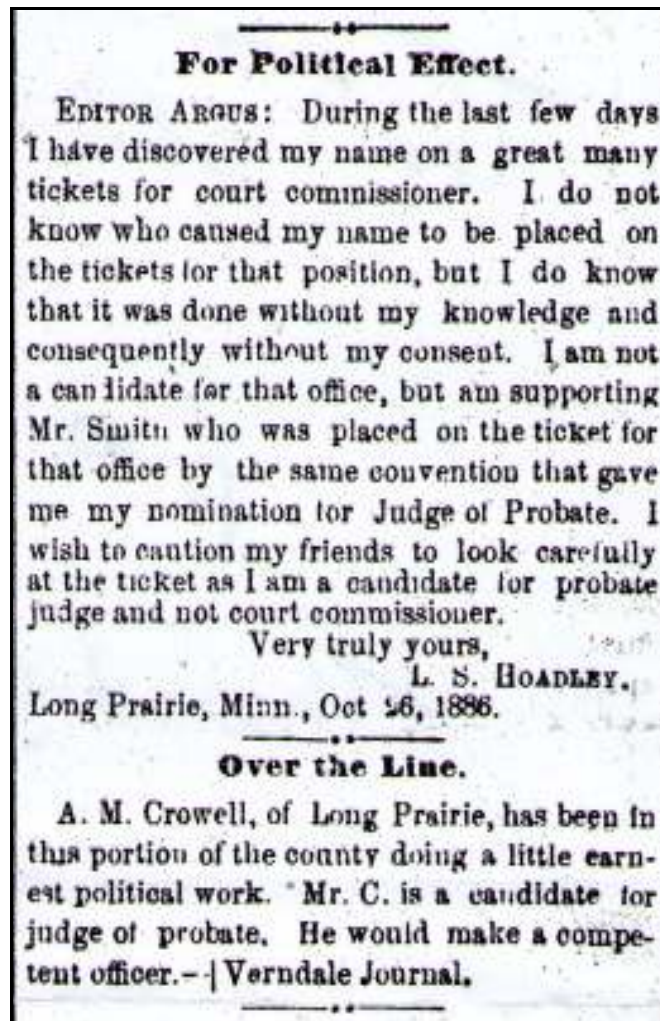 For Political Effect.
EDITOR ARGUS: During the last few days
I have discovered my name on a great many
tickets for court commissioner. I do not
know who caused my name to be placed on
the tickets for that position, but I do know
that it was done without my knowledge and
consequently without my consent. I am not
a candidate for that office, but am supporting
Mr. Smith who was placed on the ticket for
that office by the same convention that gave
me my nomination for Judge of Probate. I
wish to caution my friends to look carefully
at the ticket as I am a candidate for probate
judge and not court commissioner.
Very truly yours,
L. S. HOADLEY.
Long Prairie, Minn., Oct 26, 1886.
Over the Line.
A. M. Crowell, of Long Prairie, has been in
this portion of the county doing a little earn-
est political work. Mr. C. is a candidate for
judge of probate. He would make a compe-
tent officer.—| Verndale Journal.